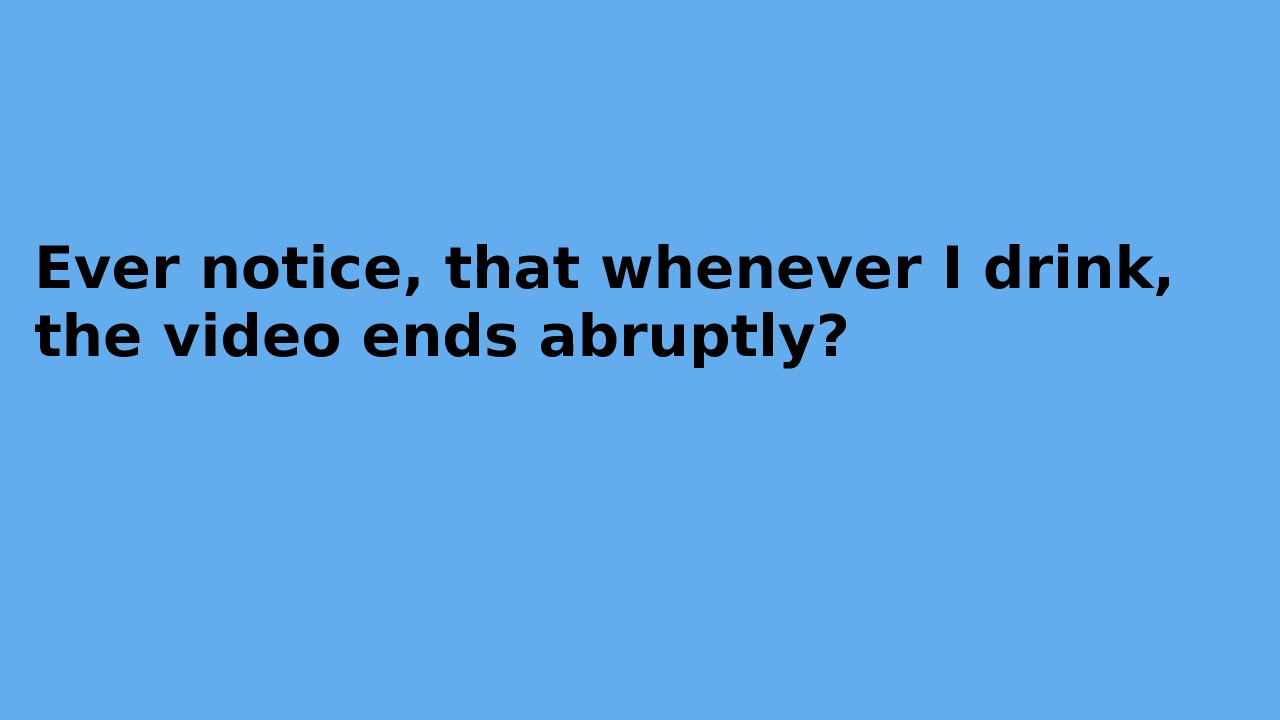 Ever notice, that whenever I drink,
the video ends abruptly?